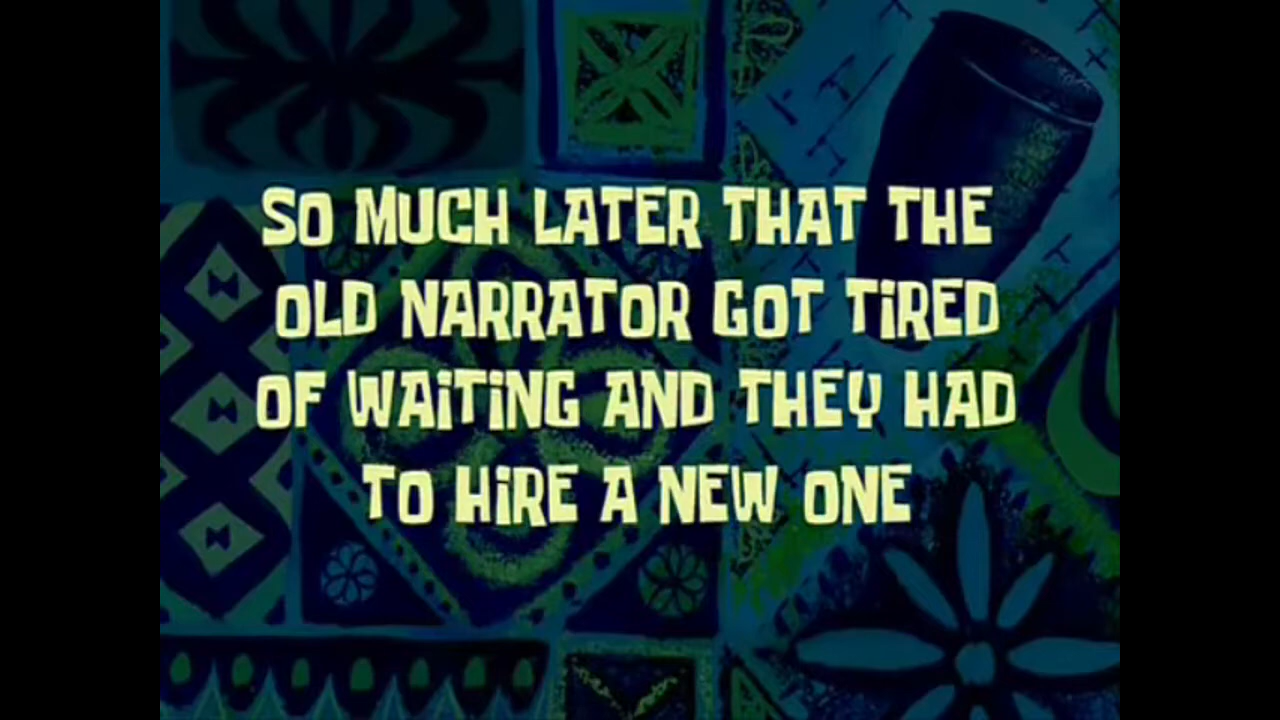 SO MUCH LATER THAT THE
OLD NARRATOR GOT TiRED
OF WAiTiNG AND THEY HAD
TO HiRE A NEW ONE